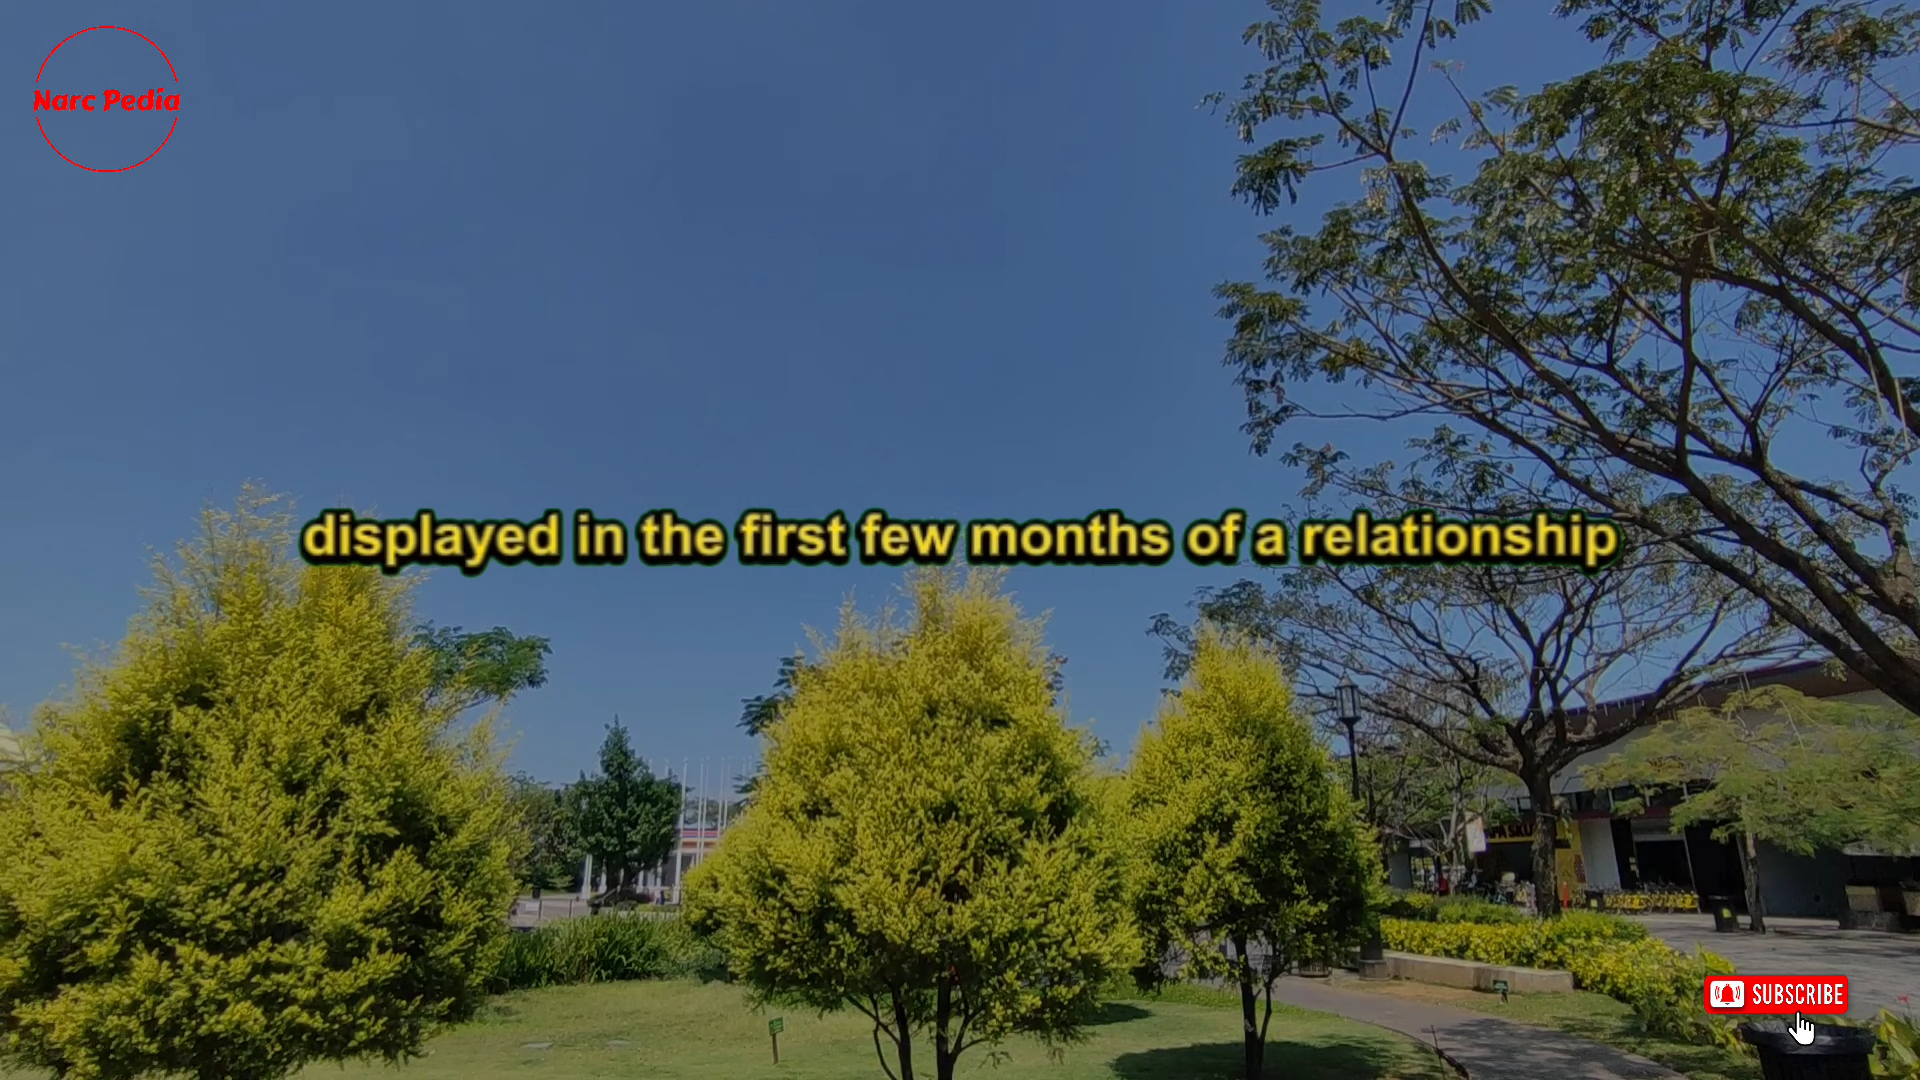 Narc Pedia
displayed in the first few months of a relationship
SUBSCRIBE